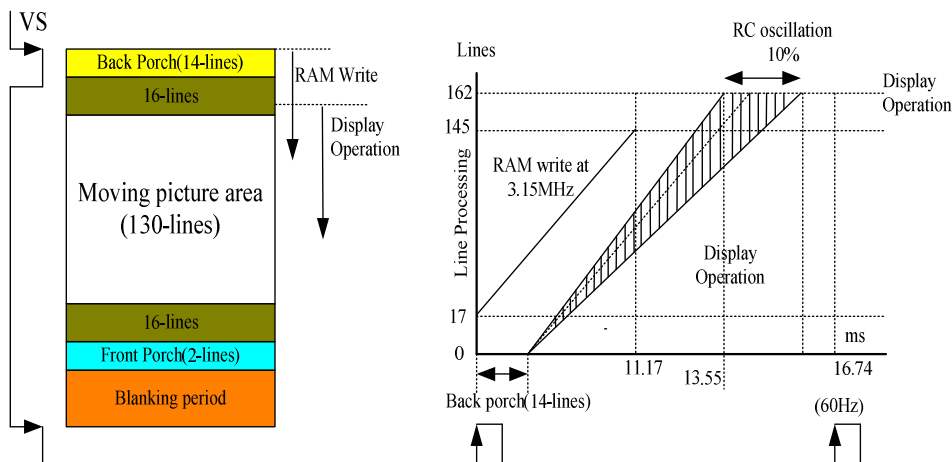 VS
Back Porch(14-lines)
16-lines
RAM Write
Display
Operation
Moving picture area
(130-lines)
16-lines
Front Porch(2-lines)
Blanking period
Lines
RC oscillation
10%
Display
Operation
162
145
RAM write at
3.15MHz
Line Processing
Display
Operation
17
0
ms
11.17
13.55
16.74
Back porch(14-lines)
(60Hz)